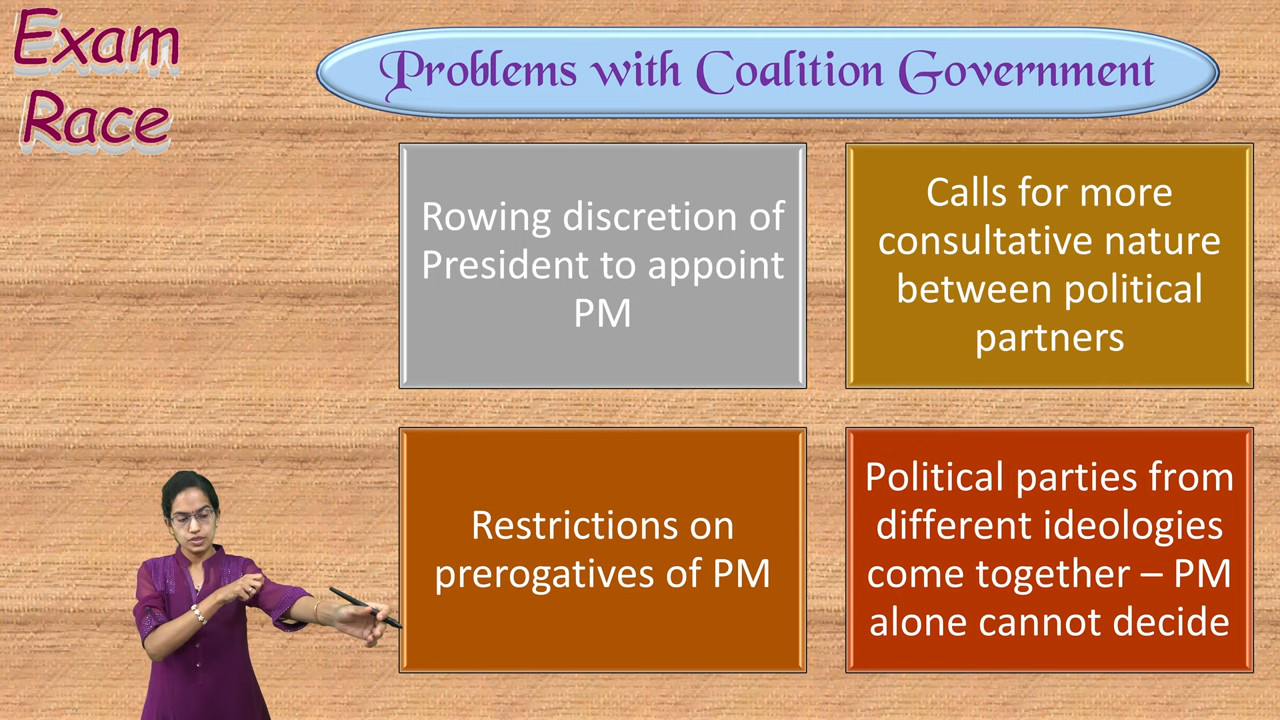 Exam
Race
Problems with Coalition Government
Rowing discretion of
President to appoint
PM
Calls for more
consultative nature
between political
partners
Restrictions on
prerogatives of PM
Political parties from
different ideologies
come together – PM
alone cannot decide